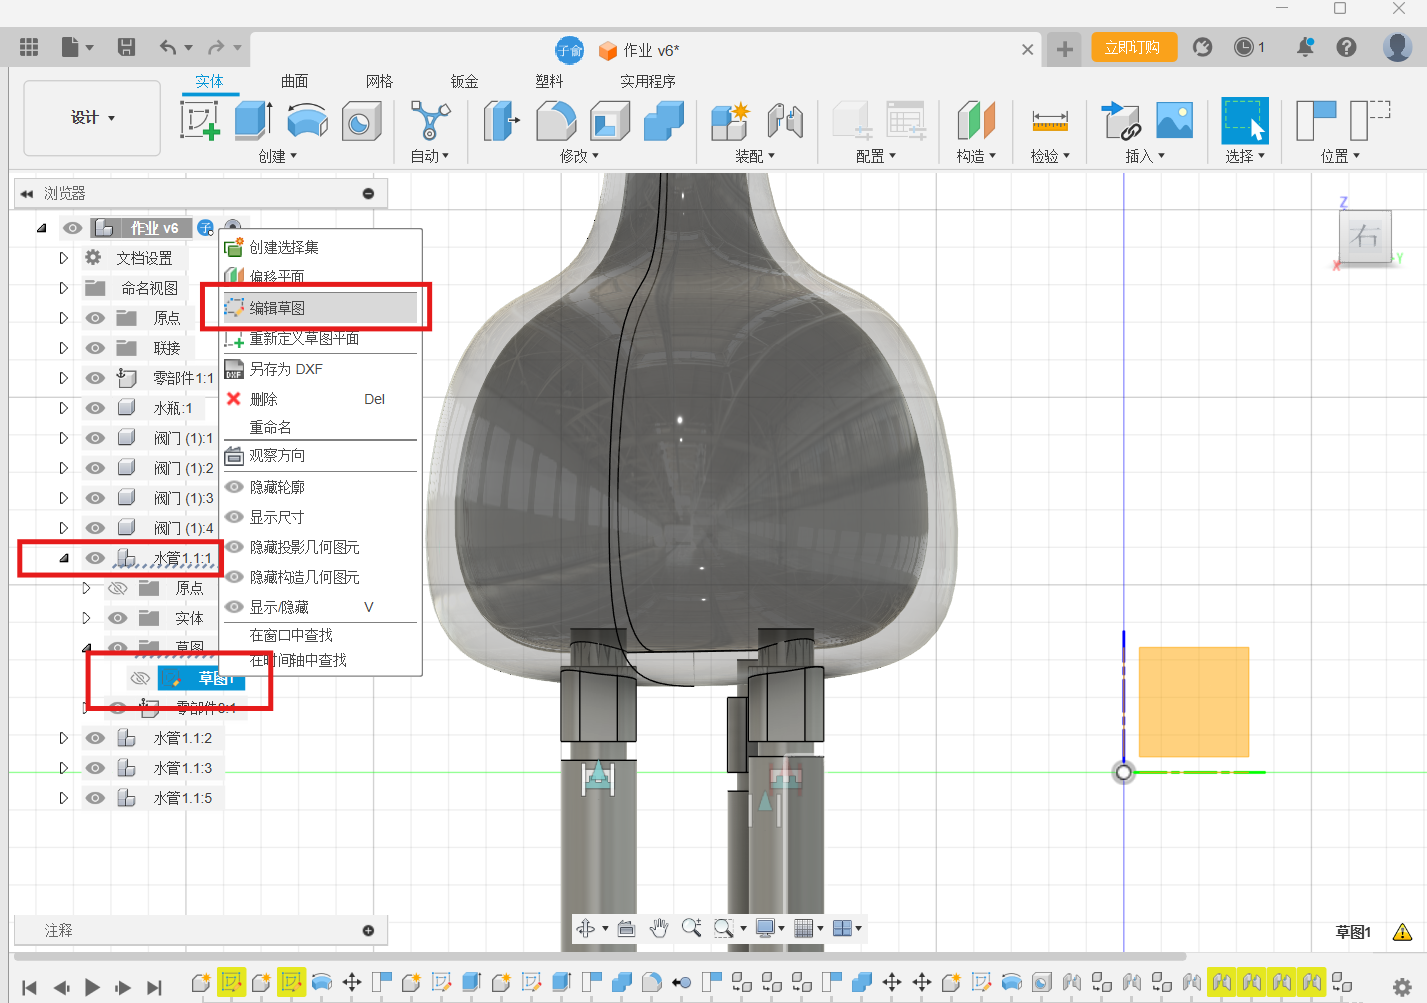 子俞 作业 v6*
立即订购 1
设计
实体 曲面 网格 钣金 塑料 实用程序
创建 自动 修改 装配 配置 构造 检验 插入 选择 位置
浏览器
作业 v6 子
文档设置
命名视图
原点
联接
零部件1:1
水瓶:1
阀门 (1):1
阀门 (1):2
阀门 (1):3
阀门 (1):4
水管1.1:1
原点
实体
草图
草图1
零部件3:1
水管1.1:2
水管1.1:3
水管1.1:5
创建选择集
偏移平面
编辑草图
重新定义草图平面
DXF 另存为 DXF
删除 Del
重命名
观察方向
隐藏轮廓
显示尺寸
隐藏投影几何图元
隐藏构造几何图元
显示/隐藏 V
在窗口中查找
在时间轴中查找
Z
右
X Y
注释
草图1